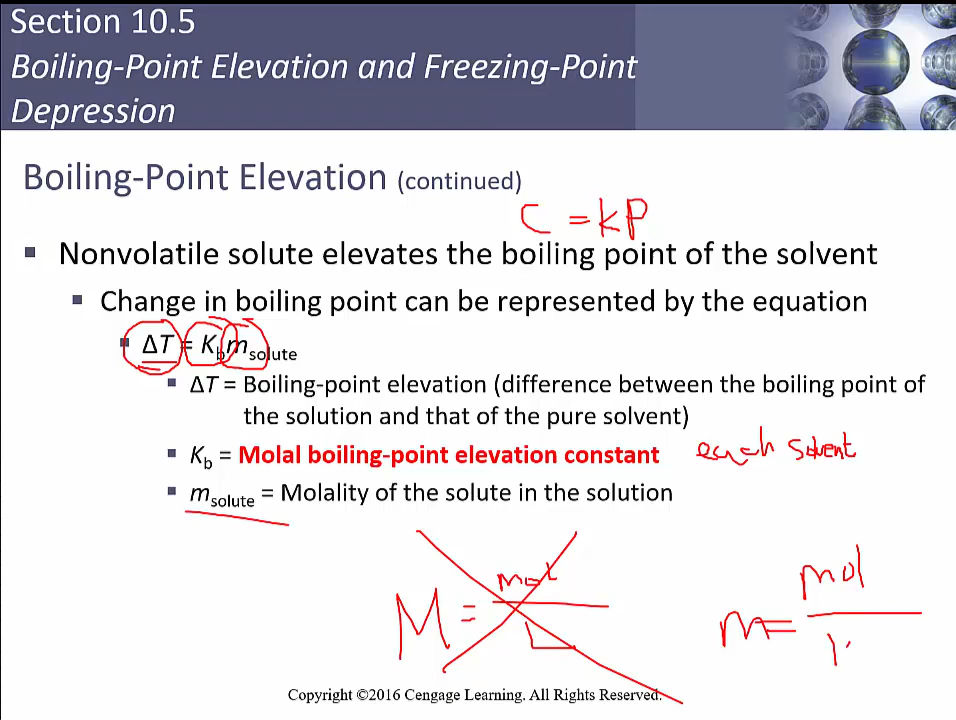 Section 10.5
Boiling-Point Elevation and Freezing-Point
Depression
Boiling-Point Elevation (continued)
C = kP
▪ Nonvolatile solute elevates the boiling point of the solvent
▪ Change in boiling point can be represented by the equation
▪ ΔT = K_b m_solute
▪ ΔT = Boiling-point elevation (difference between the boiling point of
the solution and that of the pure solvent)
▪ K_b = Molal boiling-point elevation constant each solvent
▪ m_solute = Molality of the solute in the solution
M = mol / L
m = mol /
Copyright ©2016 Cengage Learning. All Rights Reserved.